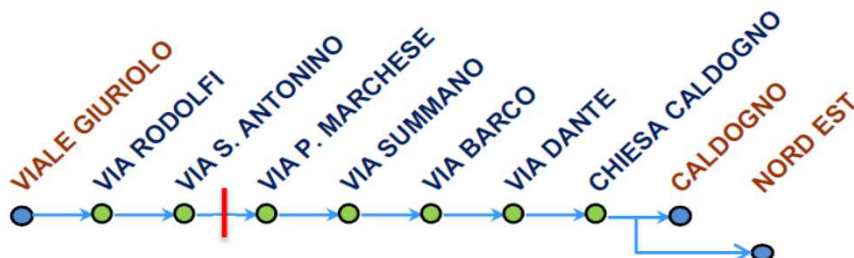 VIALE GIURIOLO
VIA RODOLFI
VIA S. ANTONINO
VIA P. MARCHESE
VIA SUMMANO
VIA BARCO
VIA DANTE
CHIESA CALDOGNO
CALDOGNO
NORD EST